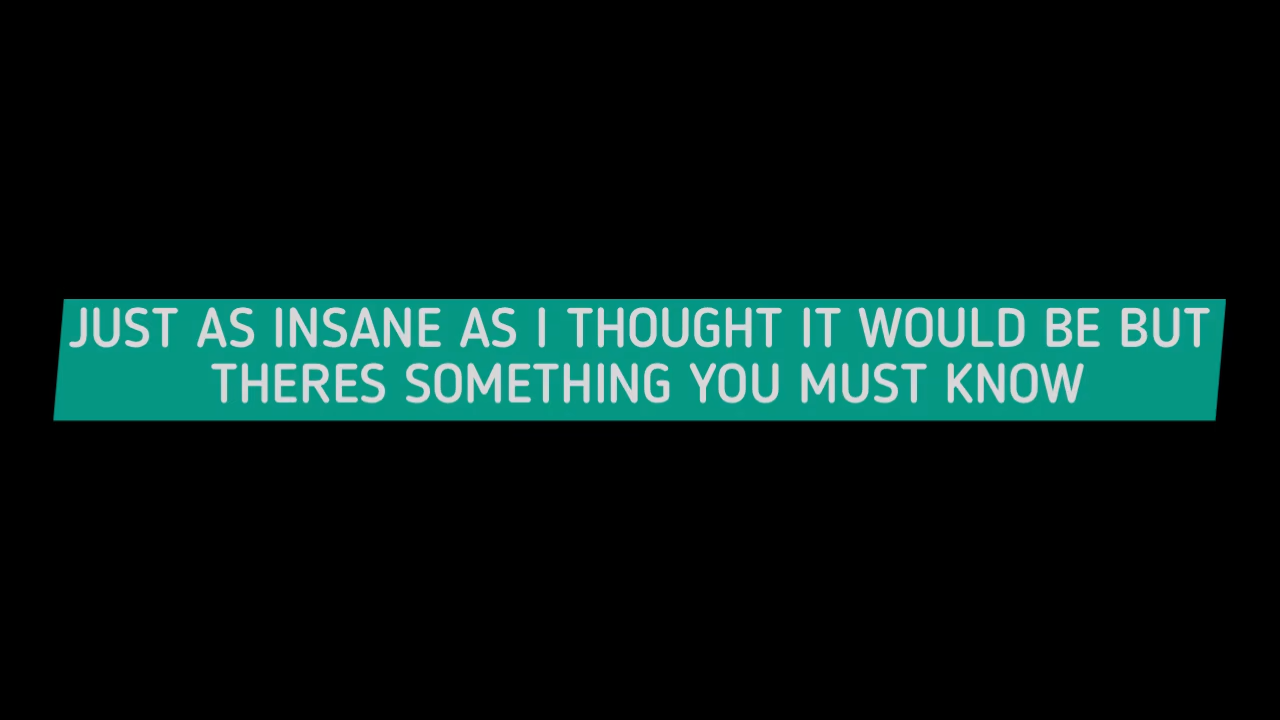 JUST AS INSANE AS I THOUGHT IT WOULD BE BUT
THERES SOMETHING YOU MUST KNOW